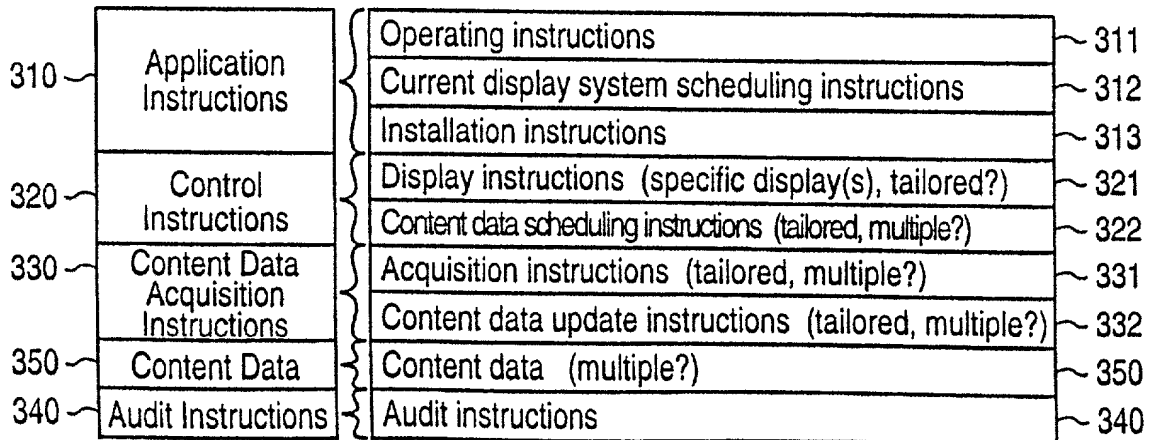 310 Application Instructions
Operating instructions 311
Current display system scheduling instructions 312
Installation instructions 313
320 Control Instructions
Display instructions (specific display(s), tailored?) 321
Content data scheduling instructions (tailored, multiple?) 322
330 Content Data Acquisition Instructions
Acquisition instructions (tailored, multiple?) 331
Content data update instructions (tailored, multiple?) 332
350 Content Data
Content data (multiple?) 350
340 Audit Instructions
Audit instructions 340